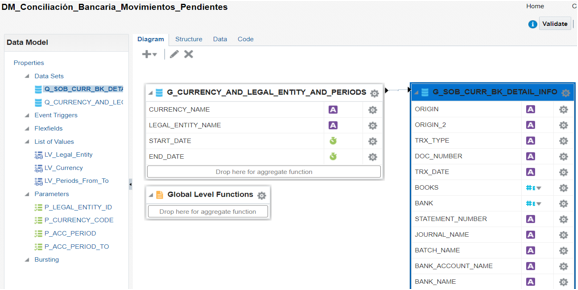 DM_Conciliación_Bancaria_Movimientos_Pendientes
Home
Validate
Data Model
Diagram Structure Data Code
Properties
Data Sets
Q_SOB_CURR_BK_DETA
Q_CURRENCY_AND_LE
Event Triggers
Flexfields
List of Values
LV_Legal_Entity
LV_Currency
LV_Periods_From_To
Parameters
P_LEGAL_ENTITY_ID
P_CURRENCY_CODE
P_ACC_PERIOD
P_ACC_PERIOD_TO
Bursting
G_CURRENCY_AND_LEGAL_ENTITY_AND_PERIODS
CURRENCY_NAME
LEGAL_ENTITY_NAME
START_DATE
END_DATE
Drop here for aggregate function
Global Level Functions
Drop here for aggregate function
G_SOB_CURR_BK_DETAIL_INFO
ORIGIN
ORIGIN_2
TRX_TYPE
DOC_NUMBER
TRX_DATE
BOOKS
BANK
STATEMENT_NUMBER
JOURNAL_NAME
BATCH_NAME
BANK_ACCOUNT_NAME
BANK_NAME